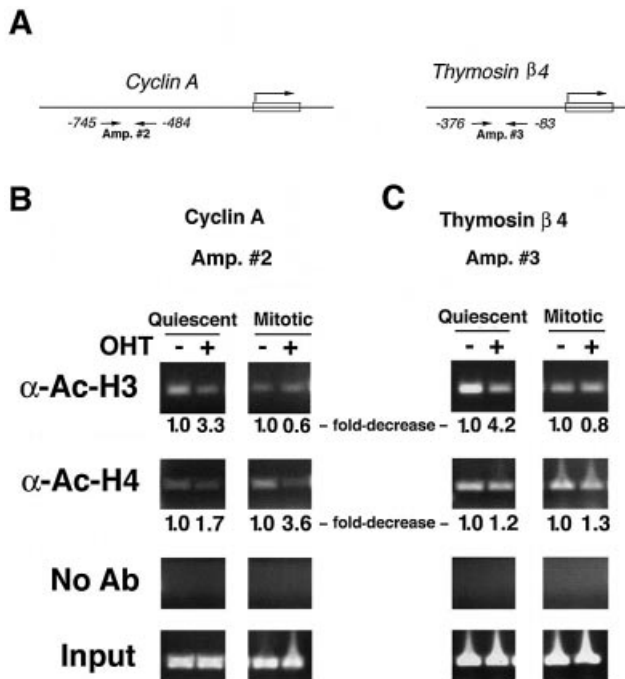 A
Cyclin A
Thymosin β4
-745 -484
Amp. #2
-376 -83
Amp. #3
B C
Cyclin A Thymosin β 4
Amp. #2 Amp. #3
Quiescent Mitotic Quiescent Mitotic
OHT - + - + - + - +
α-Ac-H3
1.0 3.3 1.0 0.6 – fold-decrease – 1.0 4.2 1.0 0.8
α-Ac-H4
1.0 1.7 1.0 3.6 – fold-decrease – 1.0 1.2 1.0 1.3
No Ab
Input